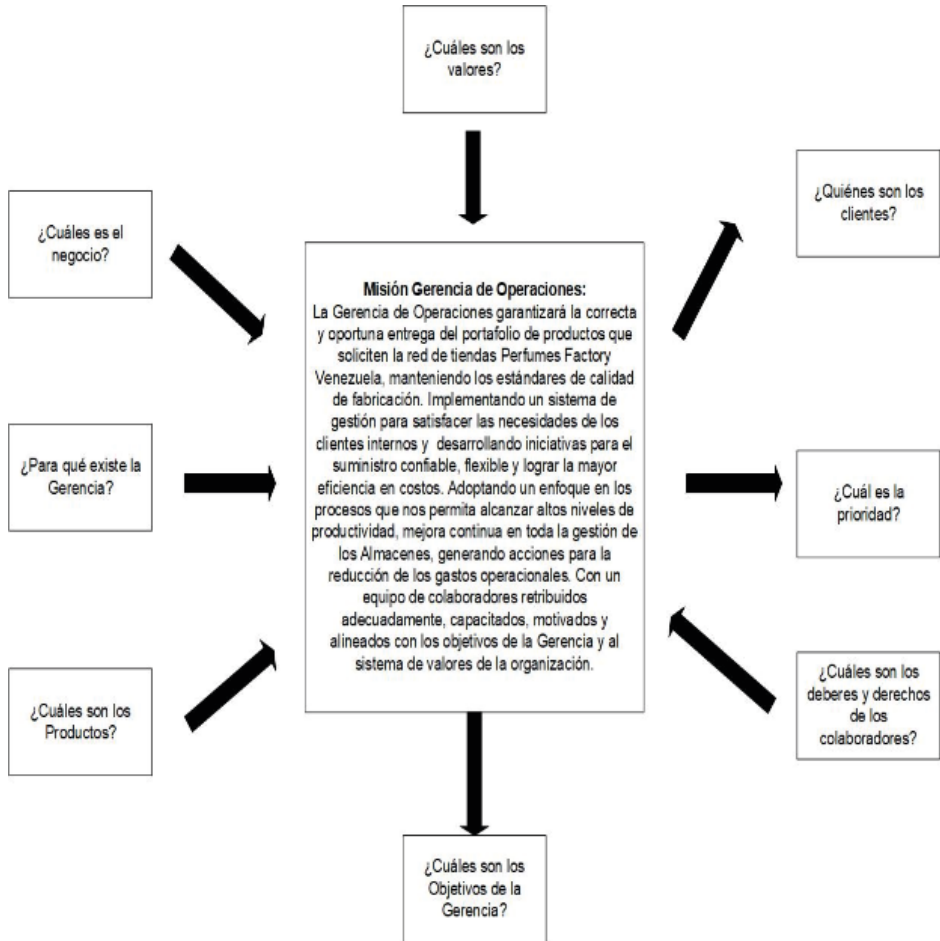 ¿Cuáles son los
valores?
¿Quiénes son los
clientes?
¿Cuáles es el
negocio?
Misión Gerencia de Operaciones:
La Gerencia de Operaciones garantizará la correcta
y oportuna entrega del portafolio de productos que
soliciten la red de tiendas Perfumes Factory
Venezuela, manteniendo los estándares de calidad
de fabricación. Implementando un sistema de
gestión para satisfacer las necesidades de los
clientes internos y desarrollando iniciativas para el
suministro confiable, flexible y lograr la mayor
eficiencia en costos. Adoptando un enfoque en los
procesos que nos permita alcanzar altos niveles de
productividad, mejora continua en toda la gestión de
los Almacenes, generando acciones para la
reducción de los gastos operacionales. Con un
equipo de colaboradores retribuidos
adecuadamente, capacitados, motivados y
alineados con los objetivos de la Gerencia y al
sistema de valores de la organización.
¿Para qué existe la
Gerencia?
¿Cuál es la
prioridad?
¿Cuáles son los
Productos?
¿Cuáles son los
deberes y derechos
de los
colaboradores?
¿Cuáles son los
Objetivos de la
Gerencia?